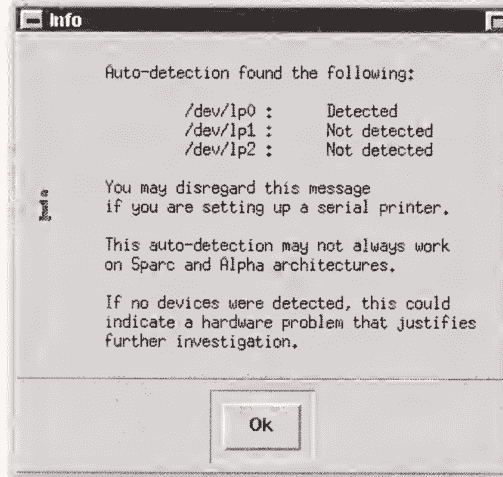 Info
Auto-detection found the following:
/dev/lp0 : Detected
/dev/lp1 : Not detected
/dev/lp2 : Not detected
You may disregard this message
if you are setting up a serial printer.
This auto-detection may not always work
on Sparc and Alpha architectures.
If no devices were detected, this could
indicate a hardware problem that justifies
further investigation.
Ok